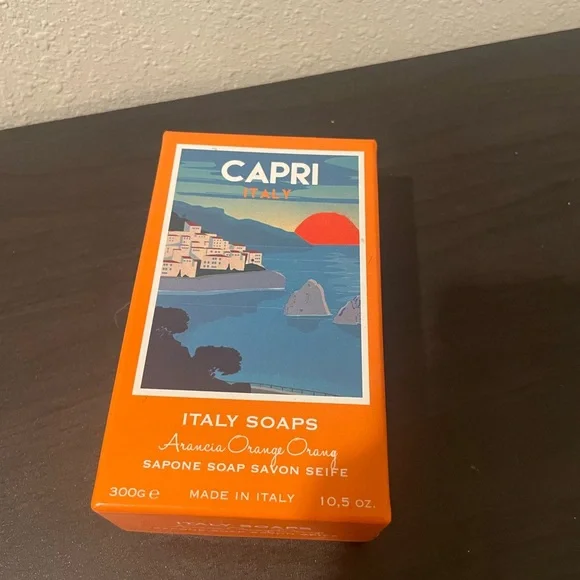 CAPRI
ITALY
ITALY SOAPS
Arancia Orange Orang
SAPONE SOAP SAVON SEIFE
300G e MADE IN ITALY 10,5 OZ.
ITALY SOAPS